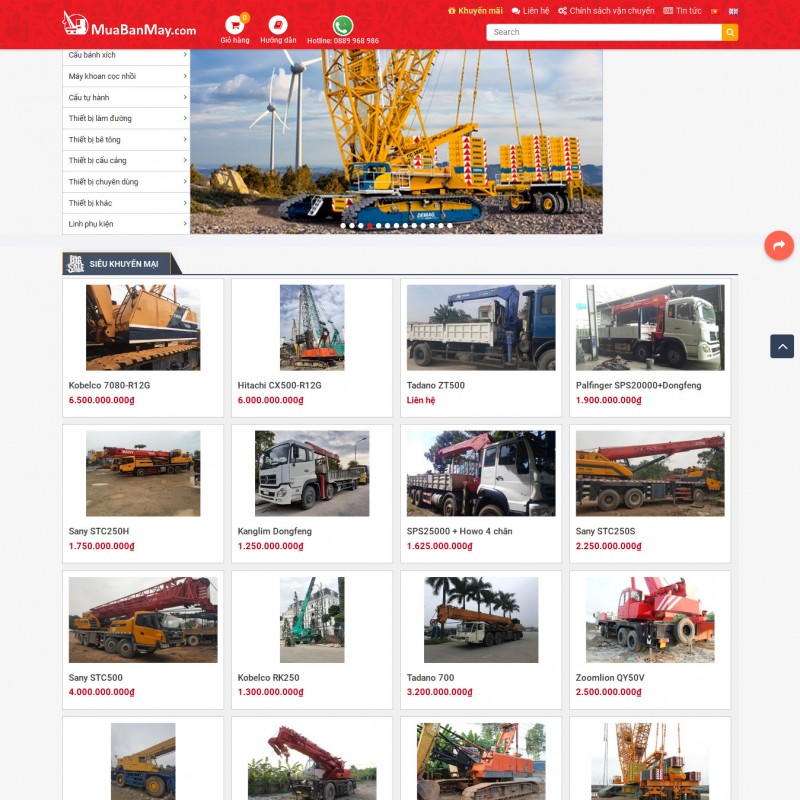 MuaBanMay.com
0
Giỏ hàng
Hướng dẫn
Hotline: 0889 968 986
Khuyến mãi
Liên hệ
Chính sách vận chuyển
Tin tức
Search
Cẩu bánh xích
Máy khoan cọc nhồi
Cẩu tự hành
Thiết bị làm đường
Thiết bị bê tông
Thiết bị cẩu cảng
Thiết bị chuyên dùng
Thiết bị khác
Linh phụ kiện
DEMAG
BIG SALE
SIÊU KHUYẾN MẠI
Kobelco 7080-R12G
6.500.000.000₫
Hitachi CX500-R12G
6.000.000.000₫
Tadano ZT500
Liên hệ
Palfinger SPS20000+Dongfeng
1.900.000.000₫
Sany STC250H
1.750.000.000₫
Kanglim Dongfeng
1.250.000.000₫
SPS25000 + Howo 4 chân
1.625.000.000₫
Sany STC250S
2.250.000.000₫
Sany STC500
4.000.000.000₫
Kobelco RK250
1.300.000.000₫
Tadano 700
3.200.000.000₫
Zoomlion QY50V
2.500.000.000₫